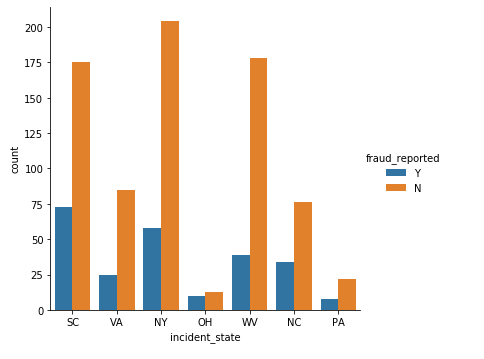 200
175
150
125
100
75
50
25
0
count
SC VA NY OH WV NC PA
incident_state
fraud_reported
Y
N